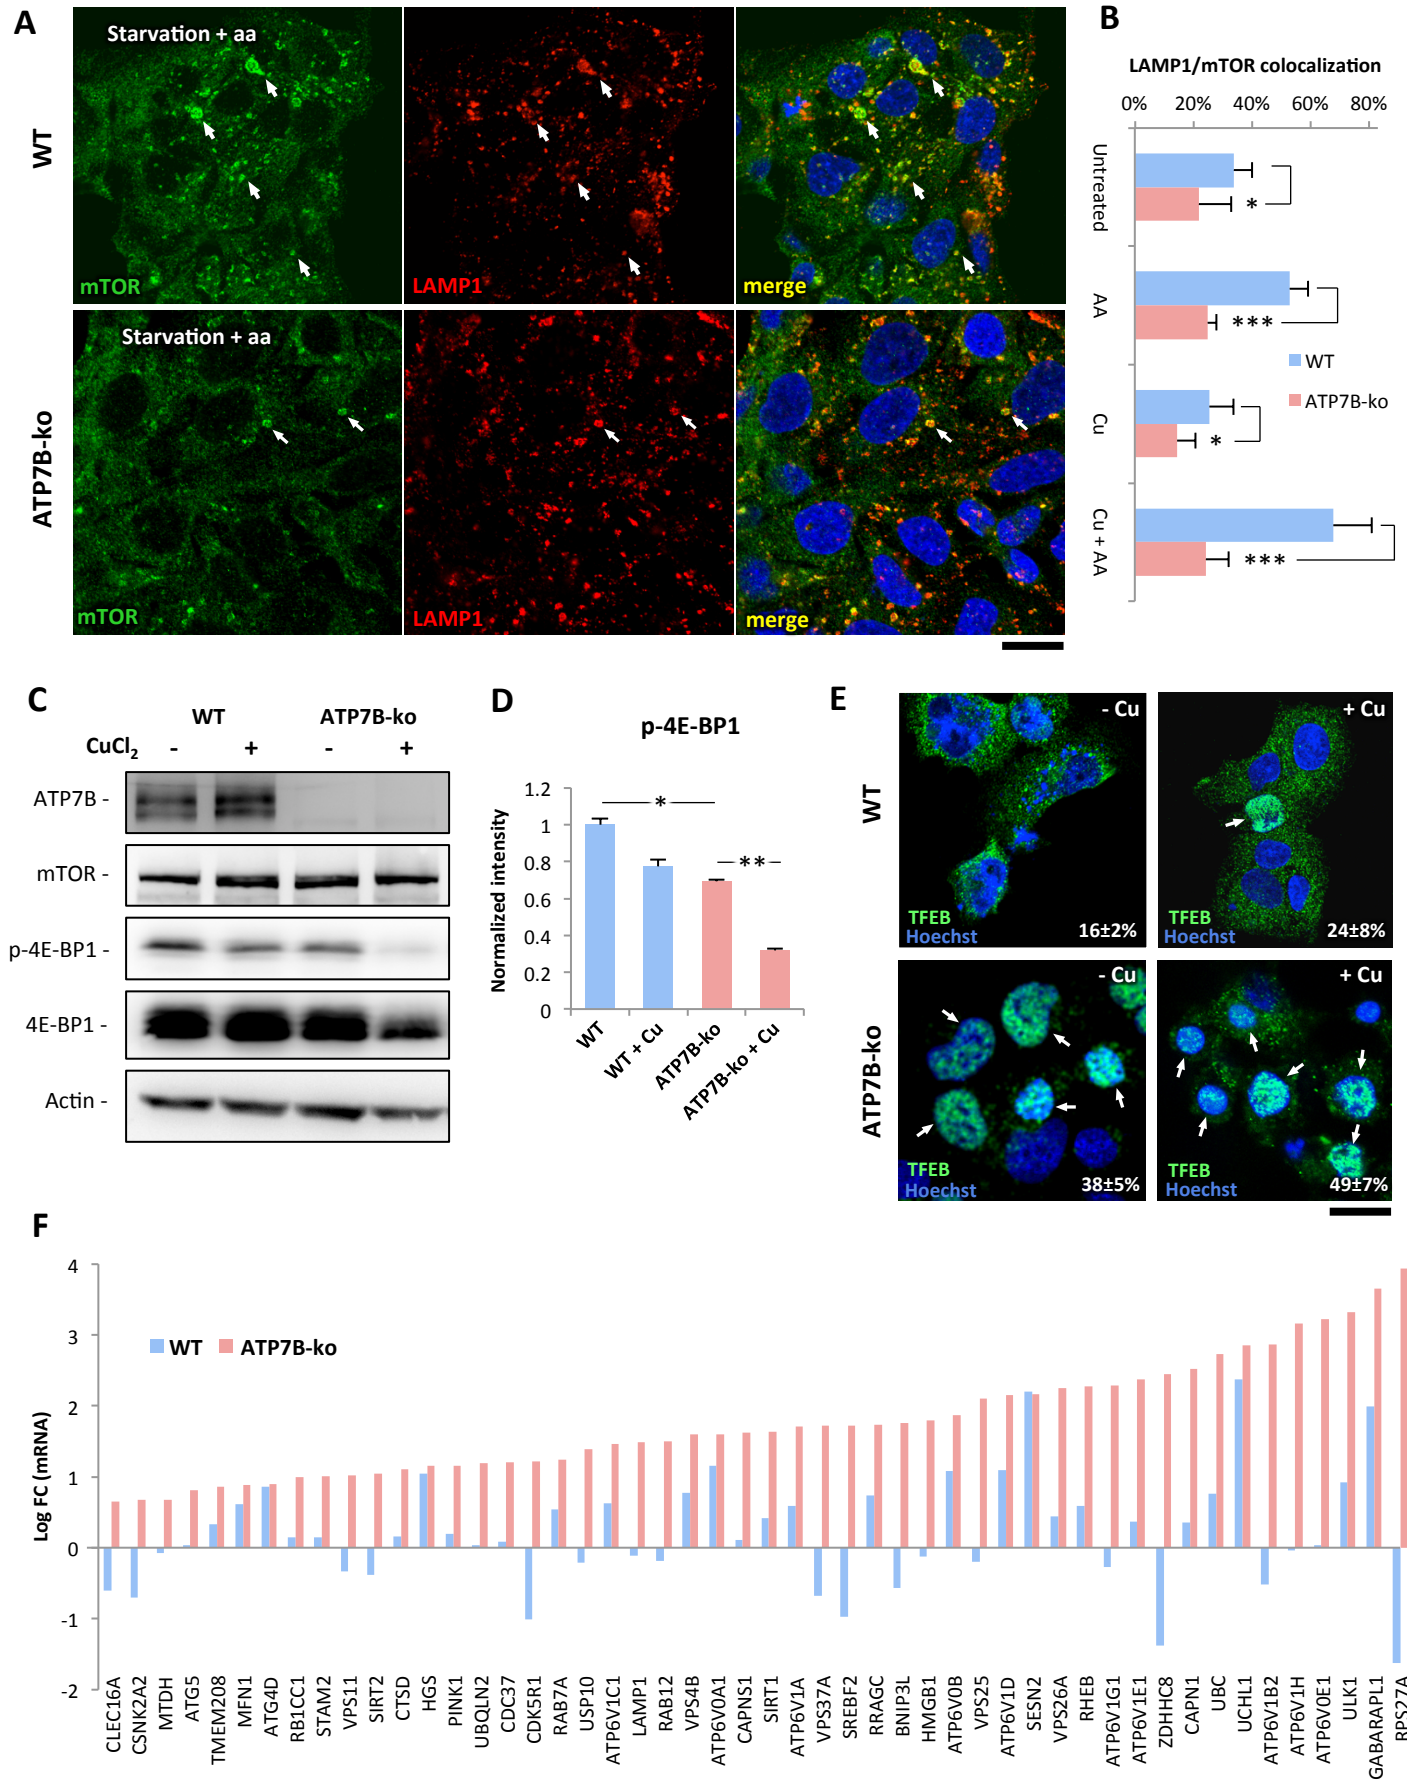 A
Starvation + aa
WT
mTOR
LAMP1
merge
Starvation + aa
ATP7B-ko
mTOR
LAMP1
merge
B
LAMP1/mTOR colocalization
0% 20% 40% 60% 80%
Untreated
*
AA
***
WT
ATP7B-ko
Cu
*
Cu + AA
***
C
WT ATP7B-ko
CuCl2 - + - +
ATP7B -
mTOR -
p-4E-BP1 -
4E-BP1 -
Actin -
D
p-4E-BP1
Normalized intensity
1.2
1
0.8
0.6
0.4
0.2
0
*
**
WT
WT + Cu
ATP7B-ko
ATP7B-ko + Cu
E
WT
- Cu
TFEB
Hoechst
16±2%
+ Cu
TFEB
Hoechst
24±8%
ATP7B-ko
- Cu
TFEB
Hoechst
38±5%
+ Cu
TFEB
Hoechst
49±7%
F
Log FC (mRNA)
4
3
2
1
0
-1
-2
WT ATP7B-ko
CLEC16A
CSNK2A2
MTDH
ATG5
TMEM208
MFN1
ATG4D
RB1CC1
STAM2
VPS11
SIRT2
CTSD
HGS
PINK1
UBQLN2
CDC37
CDK5R1
RAB7A
USP10
ATP6V1C1
LAMP1
RAB12
VPS4B
ATP6V0A1
CAPNS1
SIRT1
ATP6V1A
VPS37A
SREBF2
RRAGC
BNIP3L
HMGB1
ATP6V0B
VPS25
ATP6V1D
SESN2
VPS26A
RHEB
ATP6V1G1
ATP6V1E1
ZDHHC8
CAPN1
UBC
UCHL1
ATP6V1B2
ATP6V1H
ATP6V0E1
ULK1
GABARAPL1
RPS27A